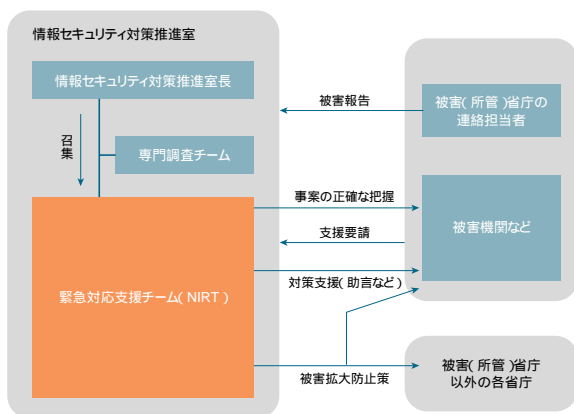 情報セキュリティ対策推進室
情報セキュリティ対策推進室長
召集
専門調査チーム
緊急対応支援チーム(NIRT)
被害報告
事案の正確な把握
支援要請
対策支援(助言など)
被害拡大防止策
被害(所管)省庁の
連絡担当者
被害機関など
被害(所管)省庁
以外の各省庁